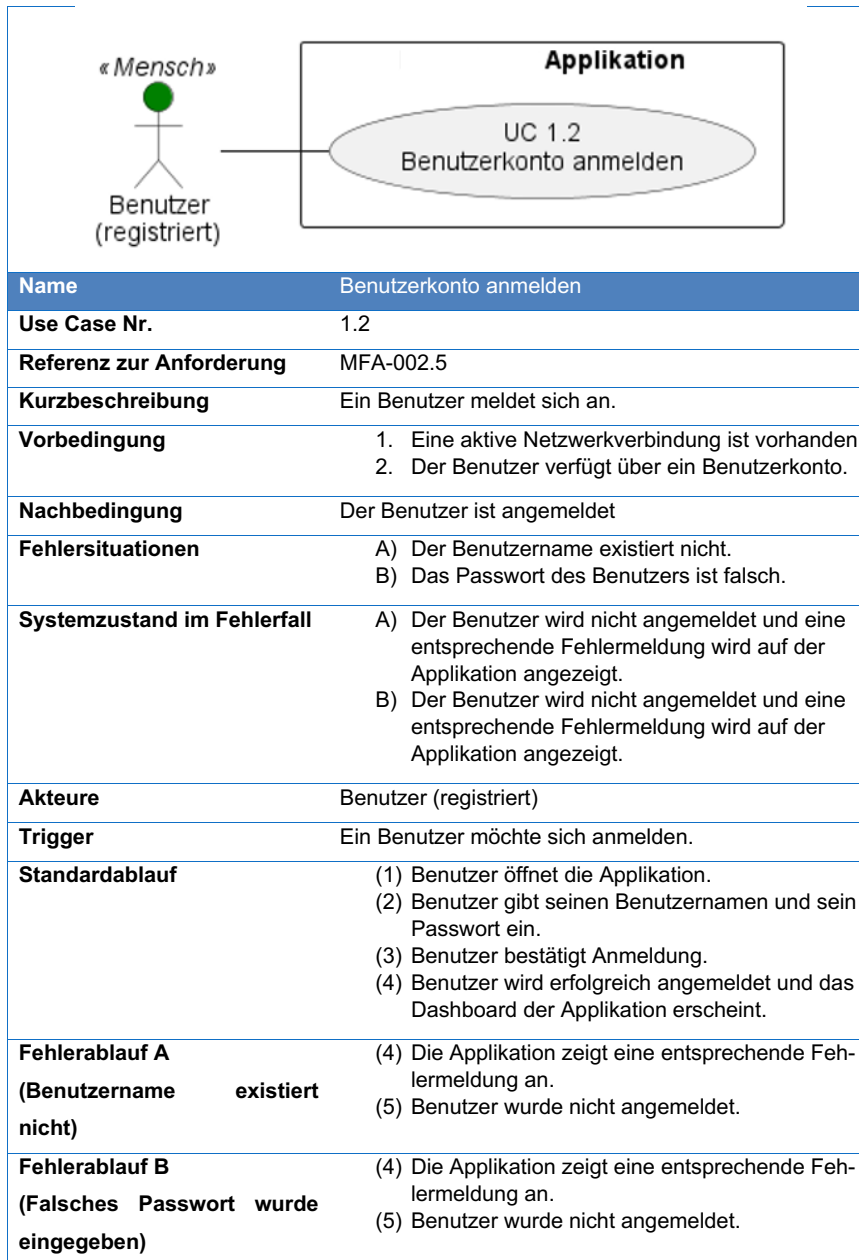 «Mensch»
Applikation
UC 1.2
Benutzerkonto anmelden
Benutzer
(registriert)
Name Benutzerkonto anmelden
Use Case Nr. 1.2
Referenz zur Anforderung MFA-002.5
Kurzbeschreibung Ein Benutzer meldet sich an.
Vorbedingung 1. Eine aktive Netzwerkverbindung ist vorhanden
2. Der Benutzer verfügt über ein Benutzerkonto.
Nachbedingung Der Benutzer ist angemeldet
Fehlersituationen A) Der Benutzername existiert nicht.
B) Das Passwort des Benutzers ist falsch.
Systemzustand im Fehlerfall A) Der Benutzer wird nicht angemeldet und eine
entsprechende Fehlermeldung wird auf der
Applikation angezeigt.
B) Der Benutzer wird nicht angemeldet und eine
entsprechende Fehlermeldung wird auf der
Applikation angezeigt.
Akteure Benutzer (registriert)
Trigger Ein Benutzer möchte sich anmelden.
Standardablauf (1) Benutzer öffnet die Applikation.
(2) Benutzer gibt seinen Benutzernamen und sein
Passwort ein.
(3) Benutzer bestätigt Anmeldung.
(4) Benutzer wird erfolgreich angemeldet und das
Dashboard der Applikation erscheint.
Fehlerablauf A
(Benutzername existiert
nicht)
(4) Die Applikation zeigt eine entsprechende Feh-
lermeldung an.
(5) Benutzer wurde nicht angemeldet.
Fehlerablauf B
(Falsches Passwort wurde
eingegeben)
(4) Die Applikation zeigt eine entsprechende Feh-
lermeldung an.
(5) Benutzer wurde nicht angemeldet.